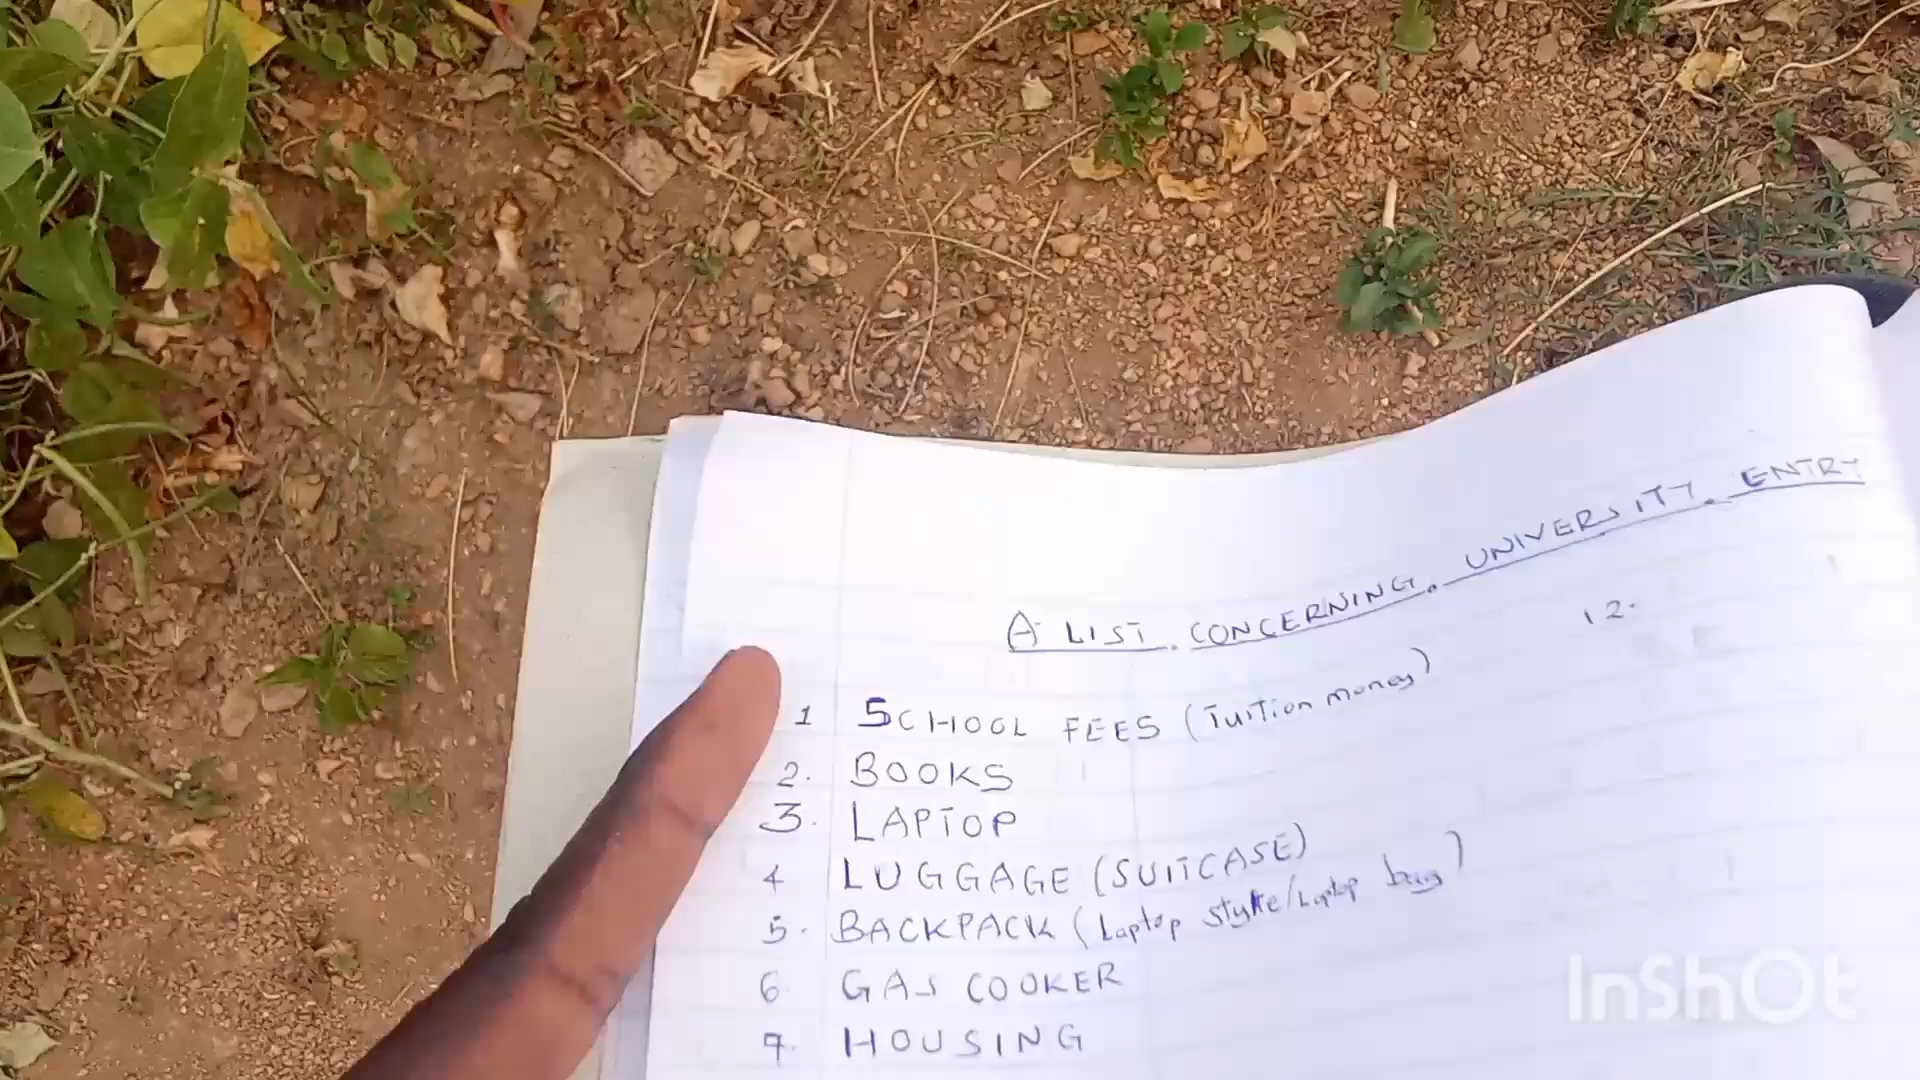 A LIST. CONCERNING. UNIVERSITY. ENTRY
12.
1 SCHOOL FEES (Tuition money)
2. BOOKS
3. LAPTOP
4 LUGGAGE (SUITCASE)
5. BACKPACK (Laptop style/Laptop bag)
6 GAS COOKER
7. HOUSING
InShOt